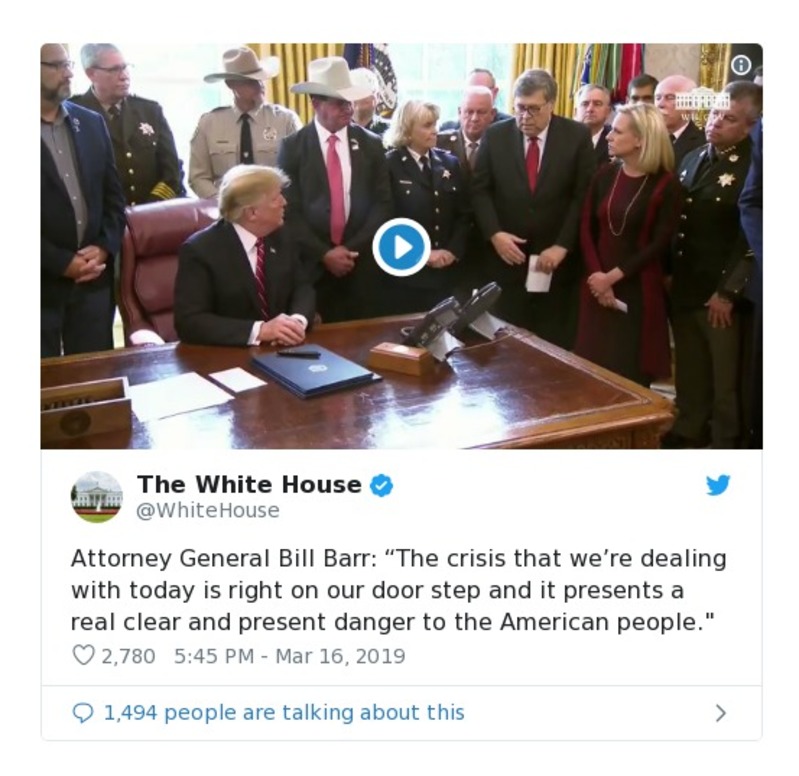 WH.GOV
The White House
@WhiteHouse
Attorney General Bill Barr: “The crisis that we’re dealing
with today is right on our door step and it presents a
real clear and present danger to the American people."
2,780 5:45 PM - Mar 16, 2019
1,494 people are talking about this